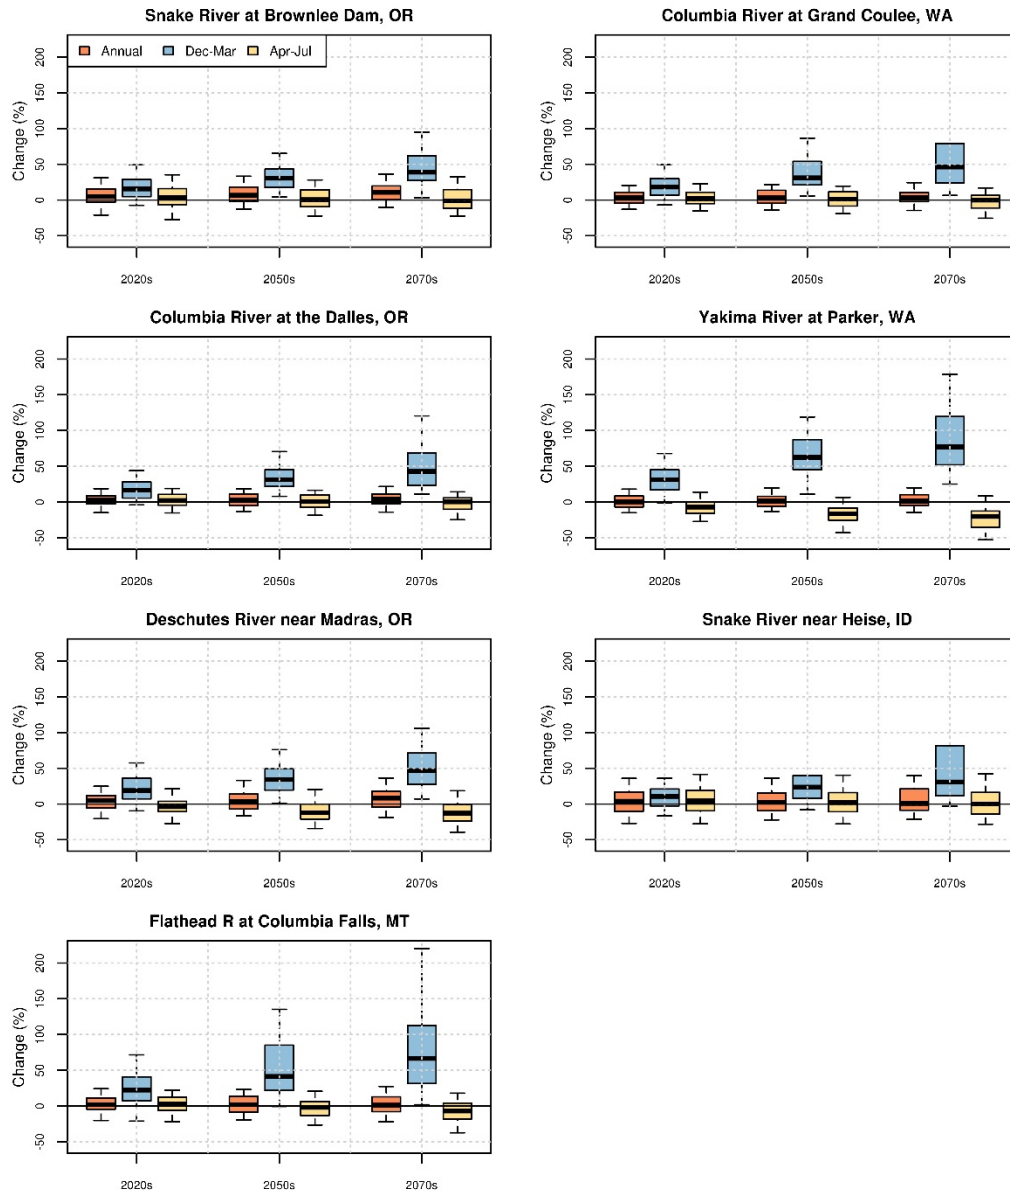 Snake River at Brownlee Dam, OR
Annual Dec-Mar Apr-Jul
Change (%)
200
150
100
50
0
-50
2020s 2050s 2070s
Columbia River at Grand Coulee, WA
Change (%)
200
150
100
50
0
-50
2020s 2050s 2070s
Columbia River at the Dalles, OR
Change (%)
200
150
100
50
0
-50
2020s 2050s 2070s
Yakima River at Parker, WA
Change (%)
200
150
100
50
0
-50
2020s 2050s 2070s
Deschutes River near Madras, OR
Change (%)
200
150
100
50
0
-50
2020s 2050s 2070s
Snake River near Heise, ID
Change (%)
200
150
100
50
0
-50
2020s 2050s 2070s
Flathead R at Columbia Falls, MT
Change (%)
200
150
100
50
0
-50
2020s 2050s 2070s